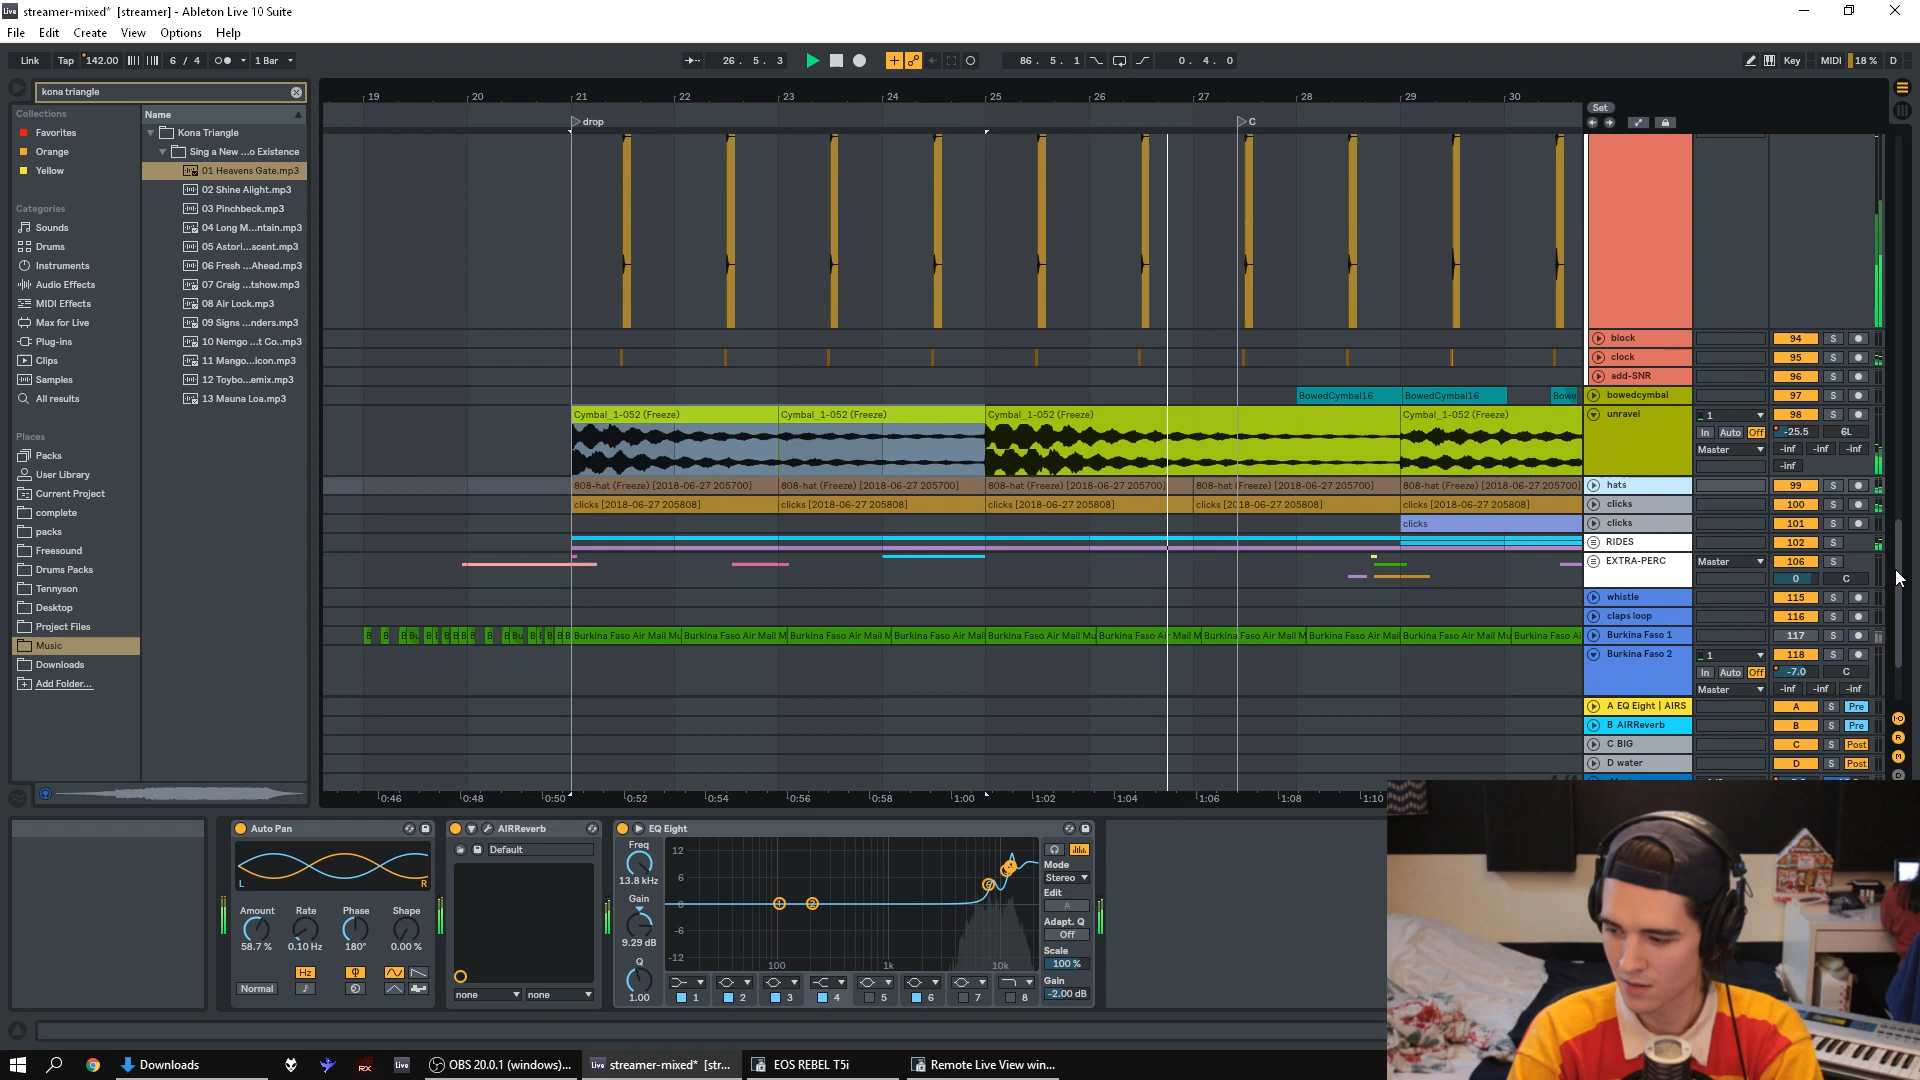 streamer-mixed* [streamer] - Ableton Live 10 Suite
File Edit Create View Options Help
Link Tap 142.00 6 / 4 1 Bar 26 . 5 . 3 86 . 5 . 1 0 . 4 . 0 Key MIDI 18 % D
kona triangle
19 20 21 22 23 24 25 26 27 28 29 30
Set
drop
C
Collections
Favorites
Orange
Yellow
Categories
Sounds
Drums
Instruments
Audio Effects
MIDI Effects
Max for Live
Plug-ins
Clips
Samples
All results
Places
Packs
User Library
Current Project
complete
packs
Freesound
Drums Packs
Tennyson
Desktop
Project Files
Music
Downloads
Add Folder...
Name
Kona Triangle
Sing a New ...o Existence
01 Heavens Gate.mp3
02 Shine Alight.mp3
03 Pinchbeck.mp3
04 Long M...ntain.mp3
05 Astori...scent.mp3
06 Fresh ...Ahead.mp3
07 Craig ...tshow.mp3
08 Air Lock.mp3
09 Signs ...nders.mp3
10 Nemgo ...t Co..mp3
11 Mango...icon.mp3
12 Toybo...emix.mp3
13 Mauna Loa.mp3
block 94 S
clock 95 S
add-SNR 96 S
BowedCymbal16 BowedCymbal16 Bowe bowedcymbal 97 S
Cymbal_1-052 (Freeze) Cymbal_1-052 (Freeze) Cymbal_1-052 (Freeze) Cymbal_1-052 (Freeze) unravel 1 98 S
In Auto Off -25.5 6L
Master -inf -inf -inf
-inf
808-hat (Freeze) [2018-06-27 205700] 808-hat (Freeze) [2018-06-27 205700] 808-hat (Freeze) [2018-06-27 205700] 808-hat (Freeze) [2018-06-27 205700] 808-hat (Freeze) [2018-06-27 205700] hats 99 S
clicks [2018-06-27 205808] clicks [2018-06-27 205808] clicks [2018-06-27 205808] clicks [2018-06-27 205808] clicks [2018-06-27 205808] clicks 100 S
clicks clicks 101 S
RIDES 102 S
EXTRA-PERC Master 106 S
0 C
whistle 115 S
claps loop 116 S
B B B Bu B B B B B B Bu B B B B Burkina Faso Air Mail Mu Burkina Faso Air Mail M Burkina Faso Air Mail M Burkina Faso Air Mail Burkina Faso Air Mail Mu Burkina Faso Air Mail M Burkina Faso Air Mail M Burkina Faso Air Mail Burkina Faso Air Mail Mu Burkina Faso Ai Burkina Faso 1 117 S
Burkina Faso 2 1 118 S
In Auto Off -7.0 C
Master -inf -inf -inf
A EQ Eight | AIRS A S Pre
B AIRReverb B S Pre
C BIG C S Post
D water D S Post
0:46 0:48 0:50 0:52 0:54 0:56 0:58 1:00 1:02 1:04 1:06 1:08 1:10
Auto Pan
L R
Amount Rate Phase Shape
58.7 % 0.10 Hz 180° 0.00 %
Hz
Normal
AIRReverb
Default
none none
EQ Eight
Freq
13.8 kHz
Gain
9.29 dB
Q
1.00
12
6
0
-6
-12
100 1k 10k
1 2 3 4 5 6 7 8
Mode
Stereo
Edit
A
Adapt. Q
Off
Scale
100 %
Gain
-2.00 dB
Downloads RX Live OBS 20.0.1 (windows)... Live streamer-mixed* [str... EOS REBEL T5i Remote Live View win...